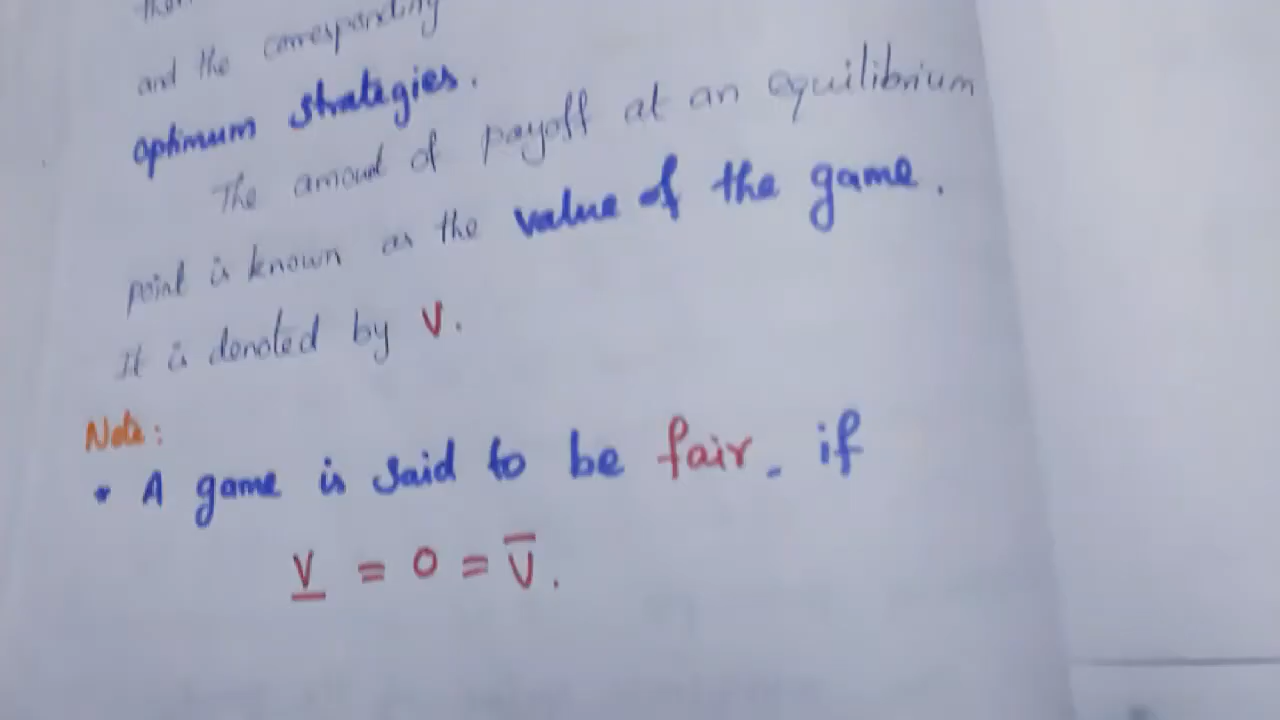 and the corresponding
optimum strategies.
The amount of payoff at an equilibrium
point is known as the value of the game.
It is denoted by V.
Note:
* A game is said to be fair, if
V̲ = 0 = V̅.